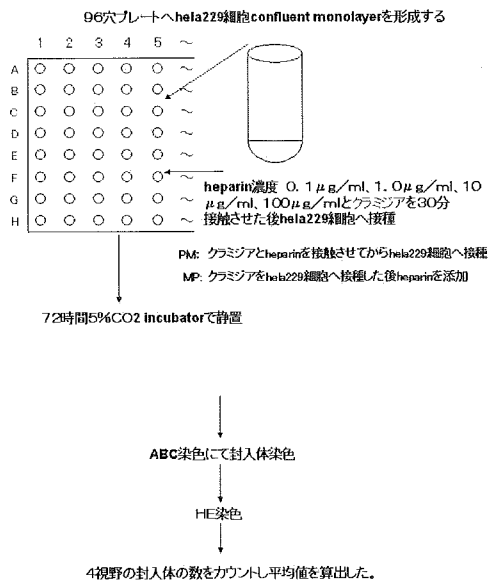 96穴プレートへhela229細胞confluent monolayerを形成する
1 2 3 4 5 ～
A ～
B ～
C ～
D ～
E ～
F ～
G ～
H ～
heparin濃度 0.1μg/ml、1.0μg/ml、10
μg/ml、100μg/mlとクラミジアを30分
接触させた後hela229細胞へ接種
PM: クラミジアとheparinを接触させてからhela229細胞へ接種
MP: クラミジアをhela229細胞へ接種した後heparinを添加
72時間5%CO2 incubatorで静置
ABC染色にて封入体染色
HE染色
4視野の封入体の数をカウントし平均値を算出した。